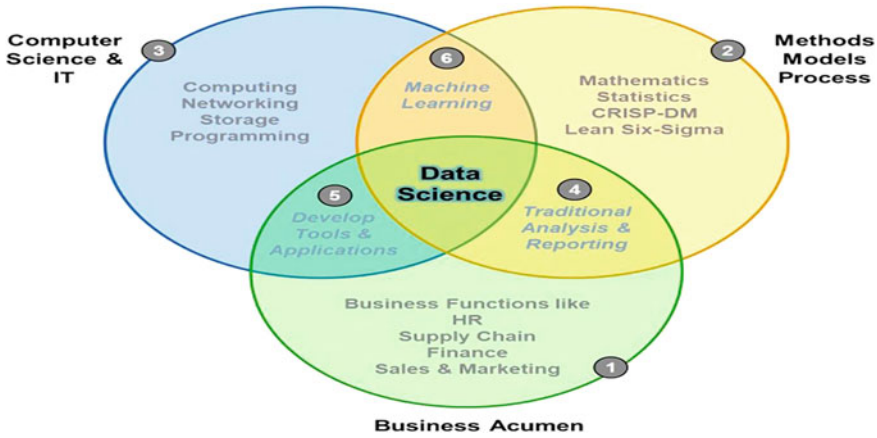 Computer
Science &
IT
3
Computing
Networking
Storage
Programming
6
Machine
Learning
2
Methods
Models
Process
Mathematics
Statistics
CRISP-DM
Lean Six-Sigma
Data
Science
5
Develop
Tools &
Applications
4
Traditional
Analysis &
Reporting
Business Functions like
HR
Supply Chain
Finance
Sales & Marketing
1
Business Acumen